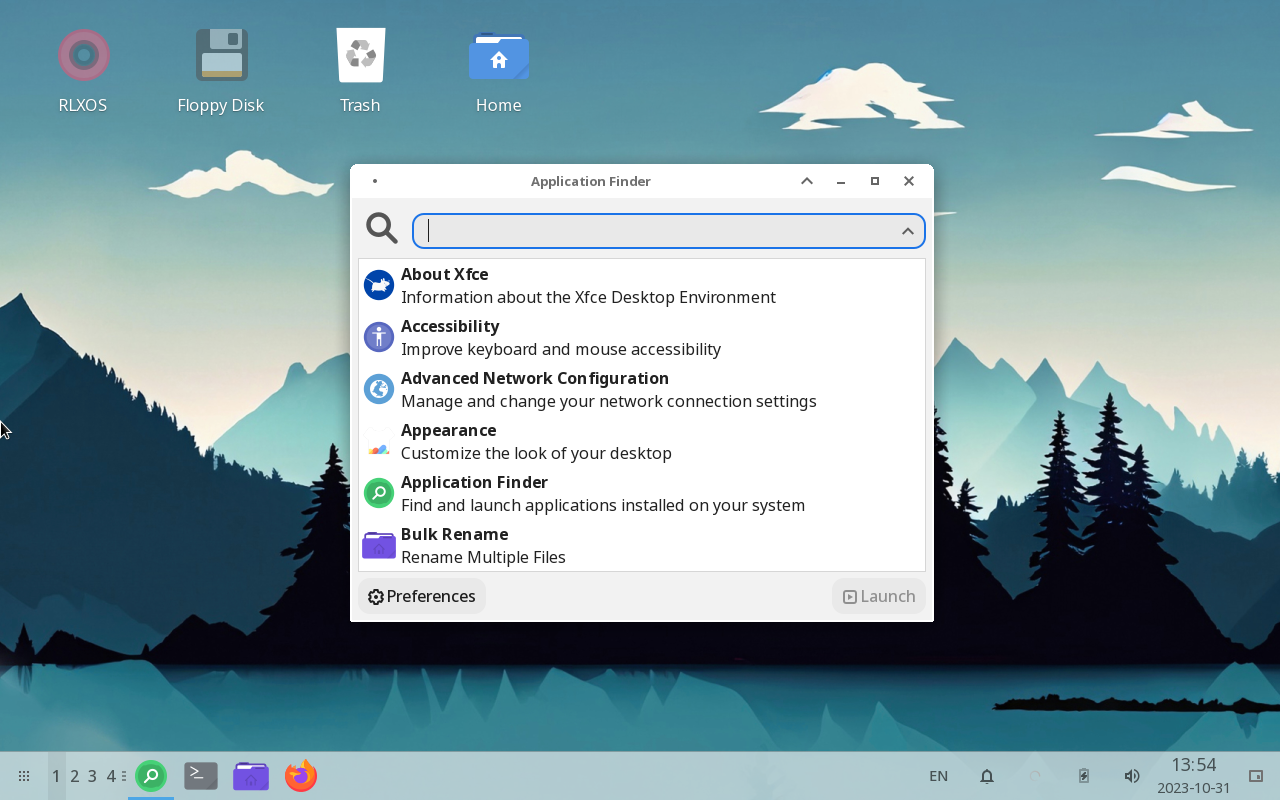 RLXOS
Floppy Disk
Trash
Home
Application Finder
About Xfce
Information about the Xfce Desktop Environment
Accessibility
Improve keyboard and mouse accessibility
Advanced Network Configuration
Manage and change your network connection settings
Appearance
Customize the look of your desktop
Application Finder
Find and launch applications installed on your system
Bulk Rename
Rename Multiple Files
Preferences
Launch
1 2 3 4
EN
13:54
2023-10-31